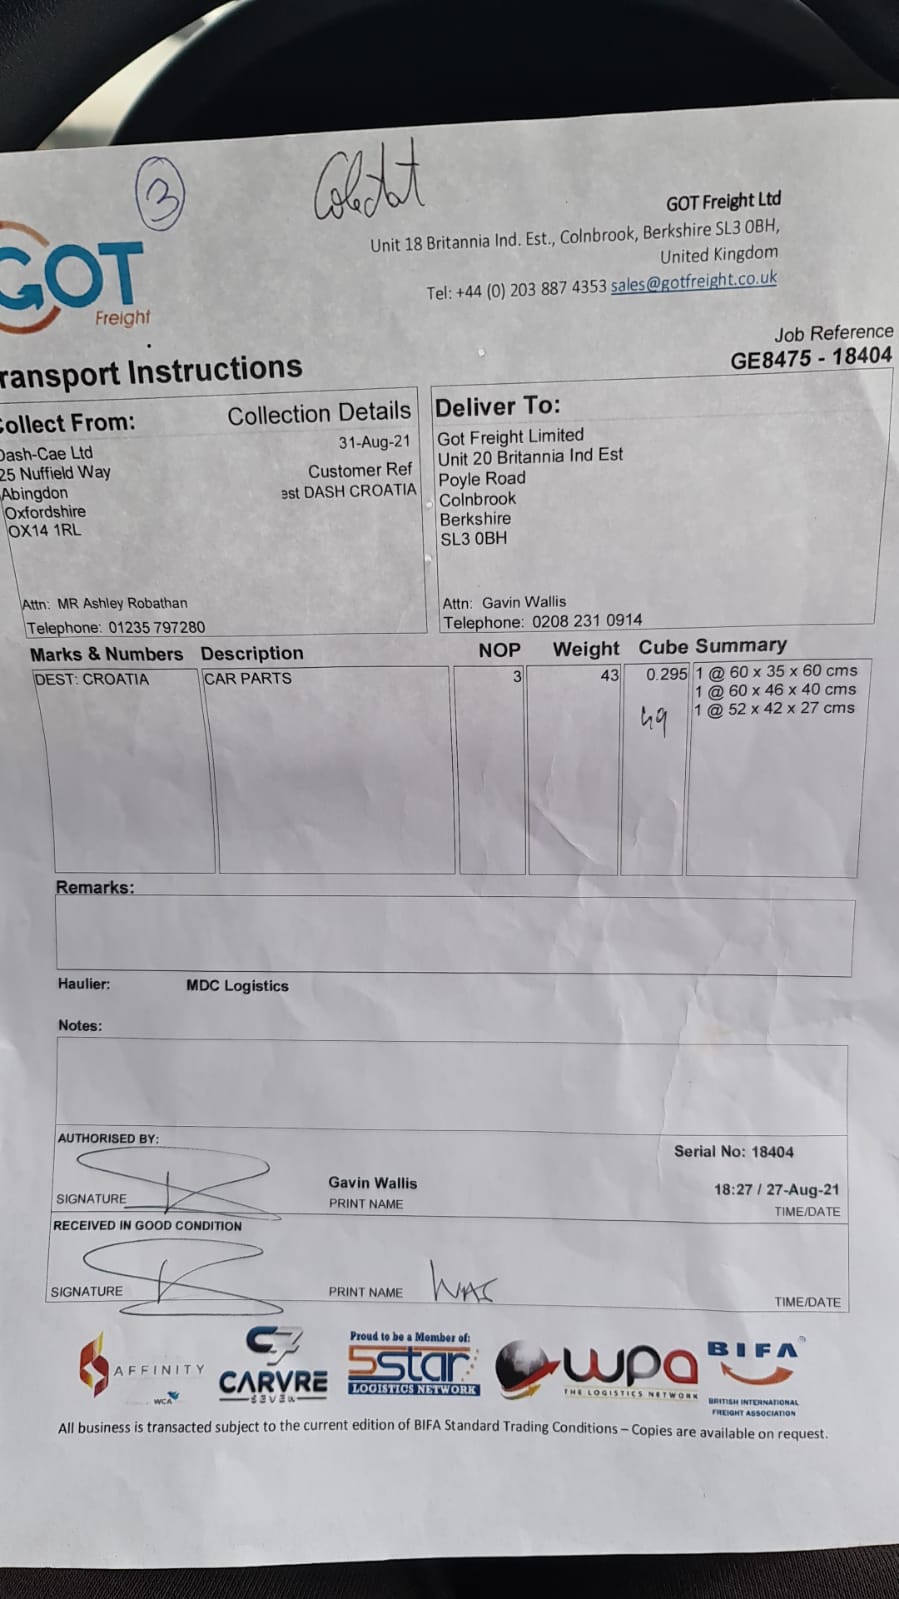 3
GOT
Freight
GOT Freight Ltd
Unit 18 Britannia Ind. Est., Colnbrook, Berkshire SL3 0BH,
United Kingdom
Tel: +44 (0) 203 887 4353 sales@gotfreight.co.uk
Job Reference
GE8475 - 18404
ransport Instructions
Collect From:
Dash-Cae Ltd
25 Nuffield Way
Abingdon
Oxfordshire
OX14 1RL
Attn: MR Ashley Robathan
Telephone: 01235 797280
Collection Details
31-Aug-21
Customer Ref
est DASH CROATIA
Deliver To:
Got Freight Limited
Unit 20 Britannia Ind Est
Poyle Road
Colnbrook
Berkshire
SL3 0BH
Attn: Gavin Wallis
Telephone: 0208 231 0914
Marks & Numbers Description NOP Weight Cube Summary
DEST: CROATIA CAR PARTS 3 43 0.295 1 @ 60 x 35 x 60 cms
1 @ 60 x 46 x 40 cms
1 @ 52 x 42 x 27 cms
Remarks:
Haulier: MDC Logistics
Notes:
AUTHORISED BY:
Serial No: 18404
Gavin Wallis
18:27 / 27-Aug-21
SIGNATURE PRINT NAME TIME/DATE
RECEIVED IN GOOD CONDITION
SIGNATURE PRINT NAME TIME/DATE
AFFINITY
WCA
CARVRE
SEVEN
Proud to be a Member of:
5star
LOGISTICS NETWORK
wpa
THE LOGISTICS NETWORK
BIFA
BRITISH INTERNATIONAL
FREIGHT ASSOCIATION
All business is transacted subject to the current edition of BIFA Standard Trading Conditions – Copies are available on request.